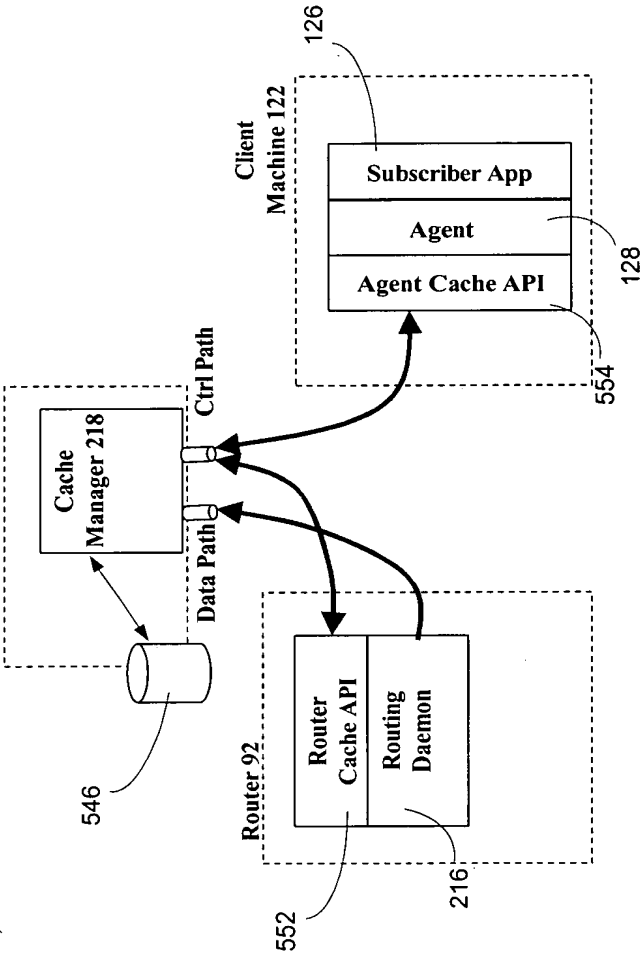 546
Cache
Manager 218
Data Path
Ctrl Path
Router 92
Router
Cache API
Routing
Daemon
552
216
Client
Machine 122
Subscriber App
Agent
Agent Cache API
126
128
554